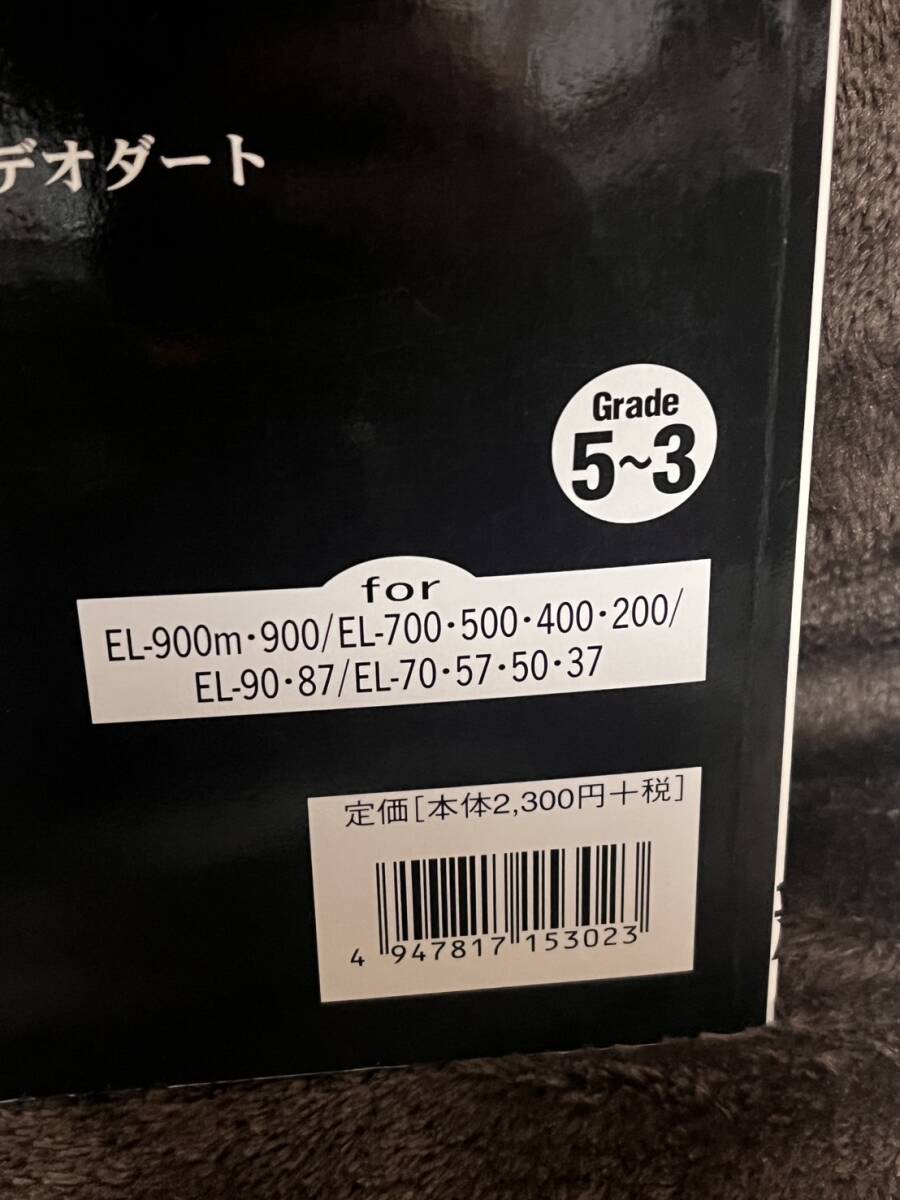 デオダート
Grade
5~3
for
EL-900m・900/EL-700・500・400・200/
EL-90・87/EL-70・57・50・37
定価[本体2,300円+税]
4 947817 153023